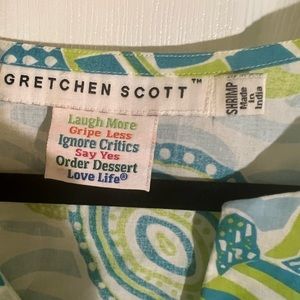 GRETCHEN SCOTT™
SHRIMP
Made
In
India
Laugh More
Gripe Less
Ignore Critics
Say Yes
Order Dessert
Love Life®